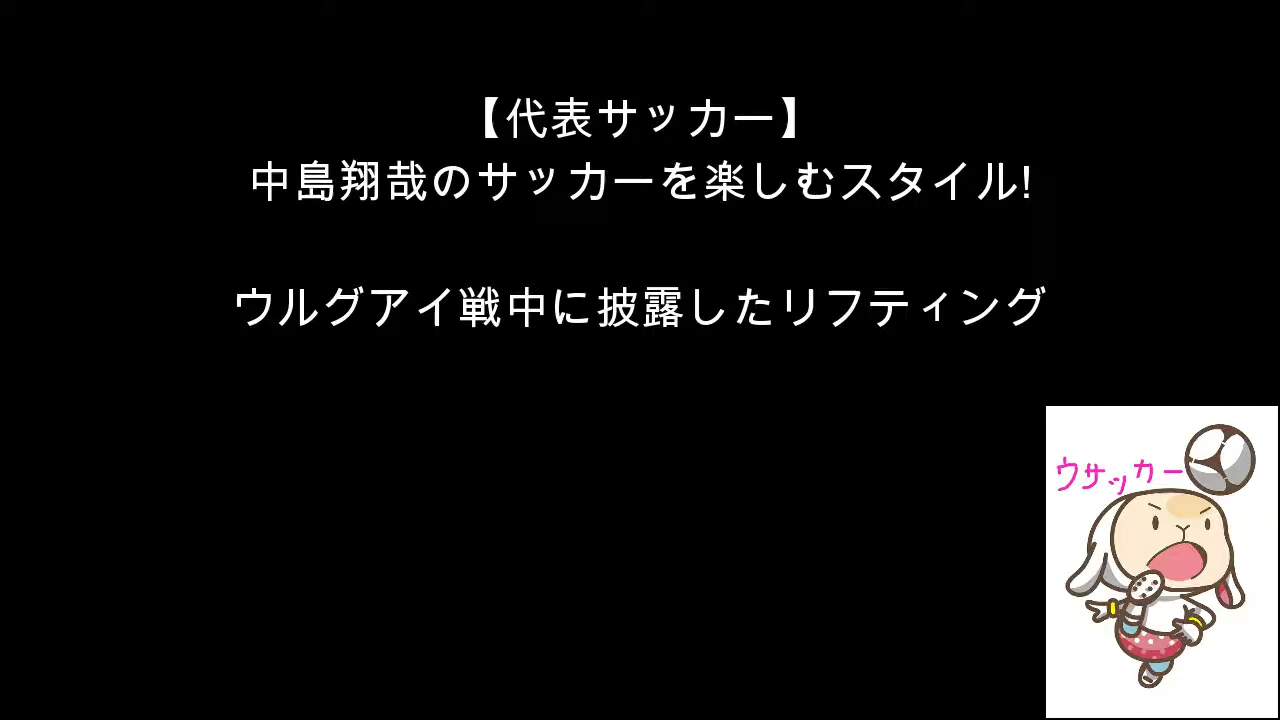 【代表サッカー】
中島翔哉のサッカーを楽しむスタイル!
ウルグアイ戦中に披露したリフティング
ウサッカー